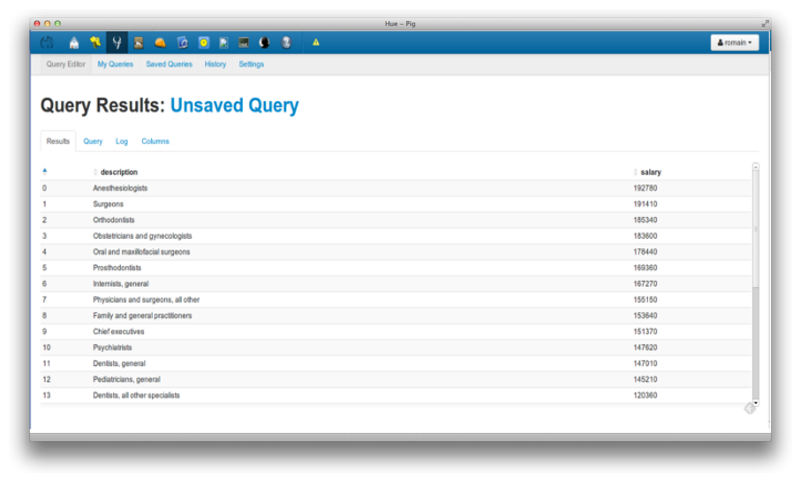 Hue – Pig
romain
Query Editor My Queries Saved Queries History Settings
Query Results: Unsaved Query
Results Query Log Columns
description salary
0 Anesthesiologists 192780
1 Surgeons 191410
2 Orthodontists 185340
3 Obstetricians and gynecologists 183600
4 Oral and maxillofacial surgeons 178440
5 Prosthodontists 169360
6 Internists, general 167270
7 Physicians and surgeons, all other 155150
8 Family and general practitioners 153640
9 Chief executives 151370
10 Psychiatrists 147620
11 Dentists, general 147010
12 Pediatricians, general 145210
13 Dentists, all other specialists 120360